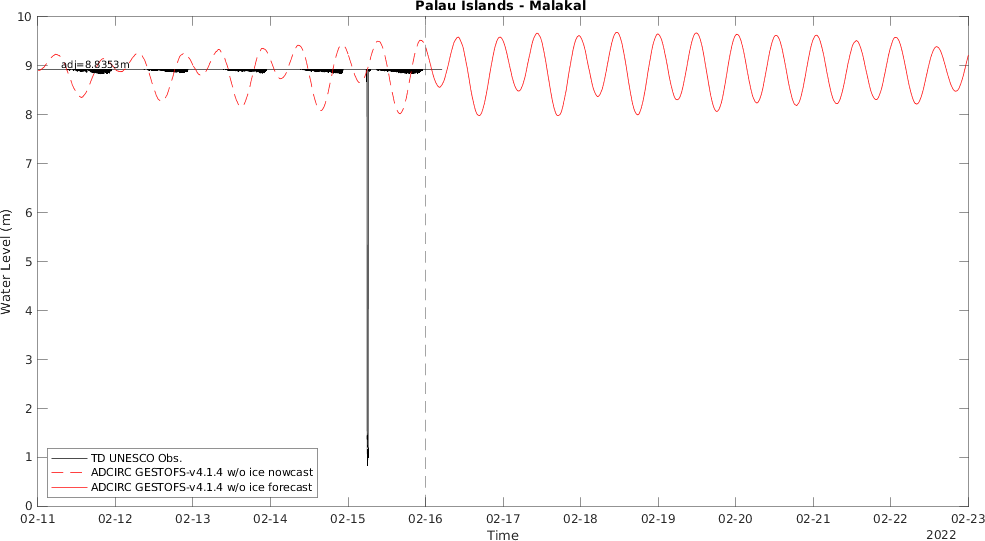 Palau Islands - Malakal
10
9
8
7
6
5
4
3
2
1
0
Water Level (m)
adj=8.8353m
TD UNESCO Obs.
ADCIRC GESTOFS-v4.1.4 w/o ice nowcast
ADCIRC GESTOFS-v4.1.4 w/o ice forecast
02-11 02-12 02-13 02-14 02-15 02-16 02-17 02-18 02-19 02-20 02-21 02-22 02-23
Time
2022